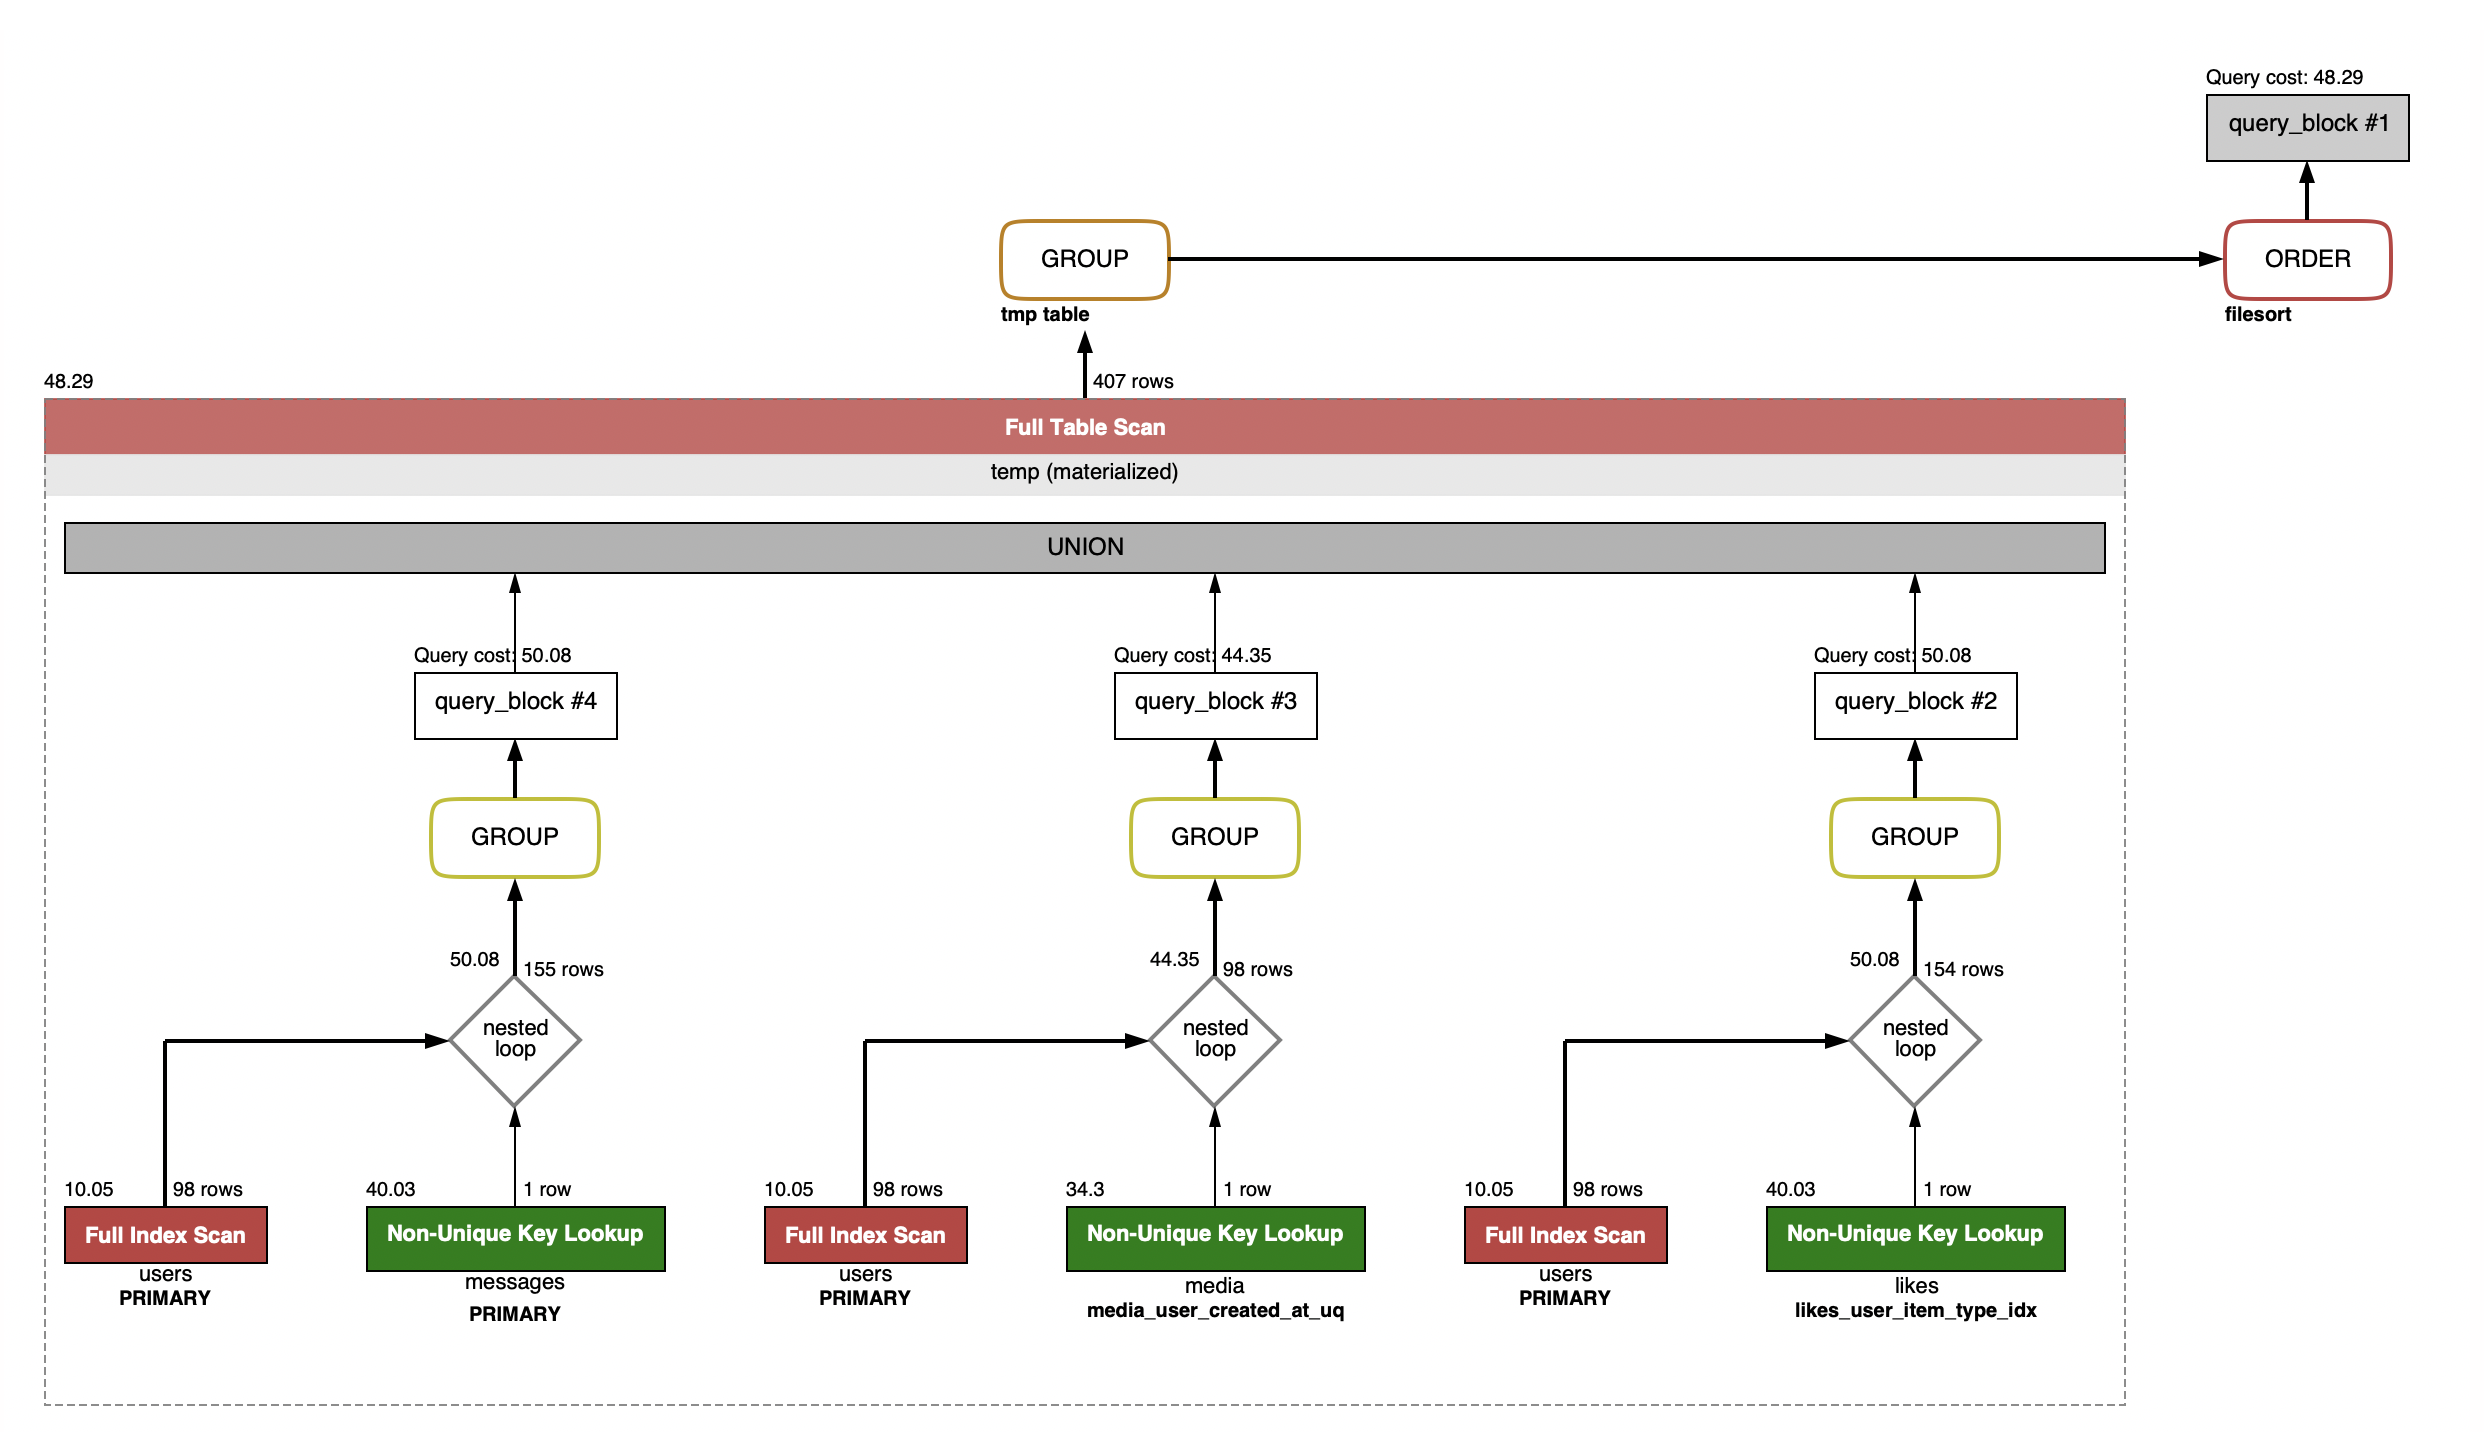 Query cost: 48.29
query_block #1
GROUP
ORDER
tmp table
filesort
48.29
407 rows
Full Table Scan
temp (materialized)
UNION
Query cost: 50.08
Query cost: 44.35
Query cost: 50.08
query_block #4
query_block #3
query_block #2
GROUP
GROUP
GROUP
50.08
155 rows
44.35
98 rows
50.08
154 rows
nested
loop
nested
loop
nested
loop
10.05
98 rows
40.03
1 row
10.05
98 rows
34.3
1 row
10.05
98 rows
40.03
1 row
Full Index Scan
Non-Unique Key Lookup
Full Index Scan
Non-Unique Key Lookup
Full Index Scan
Non-Unique Key Lookup
users
PRIMARY
messages
PRIMARY
users
PRIMARY
media
media_user_created_at_uq
users
PRIMARY
likes
likes_user_item_type_idx